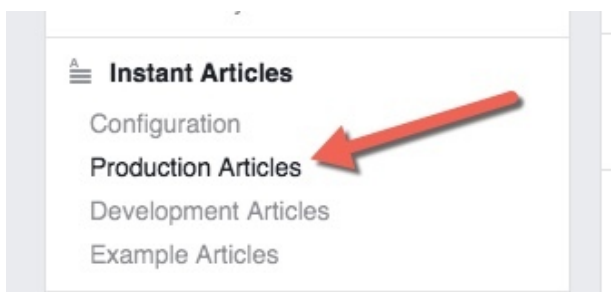 Instant Articles
Configuration
Production Articles
Development Articles
Example Articles